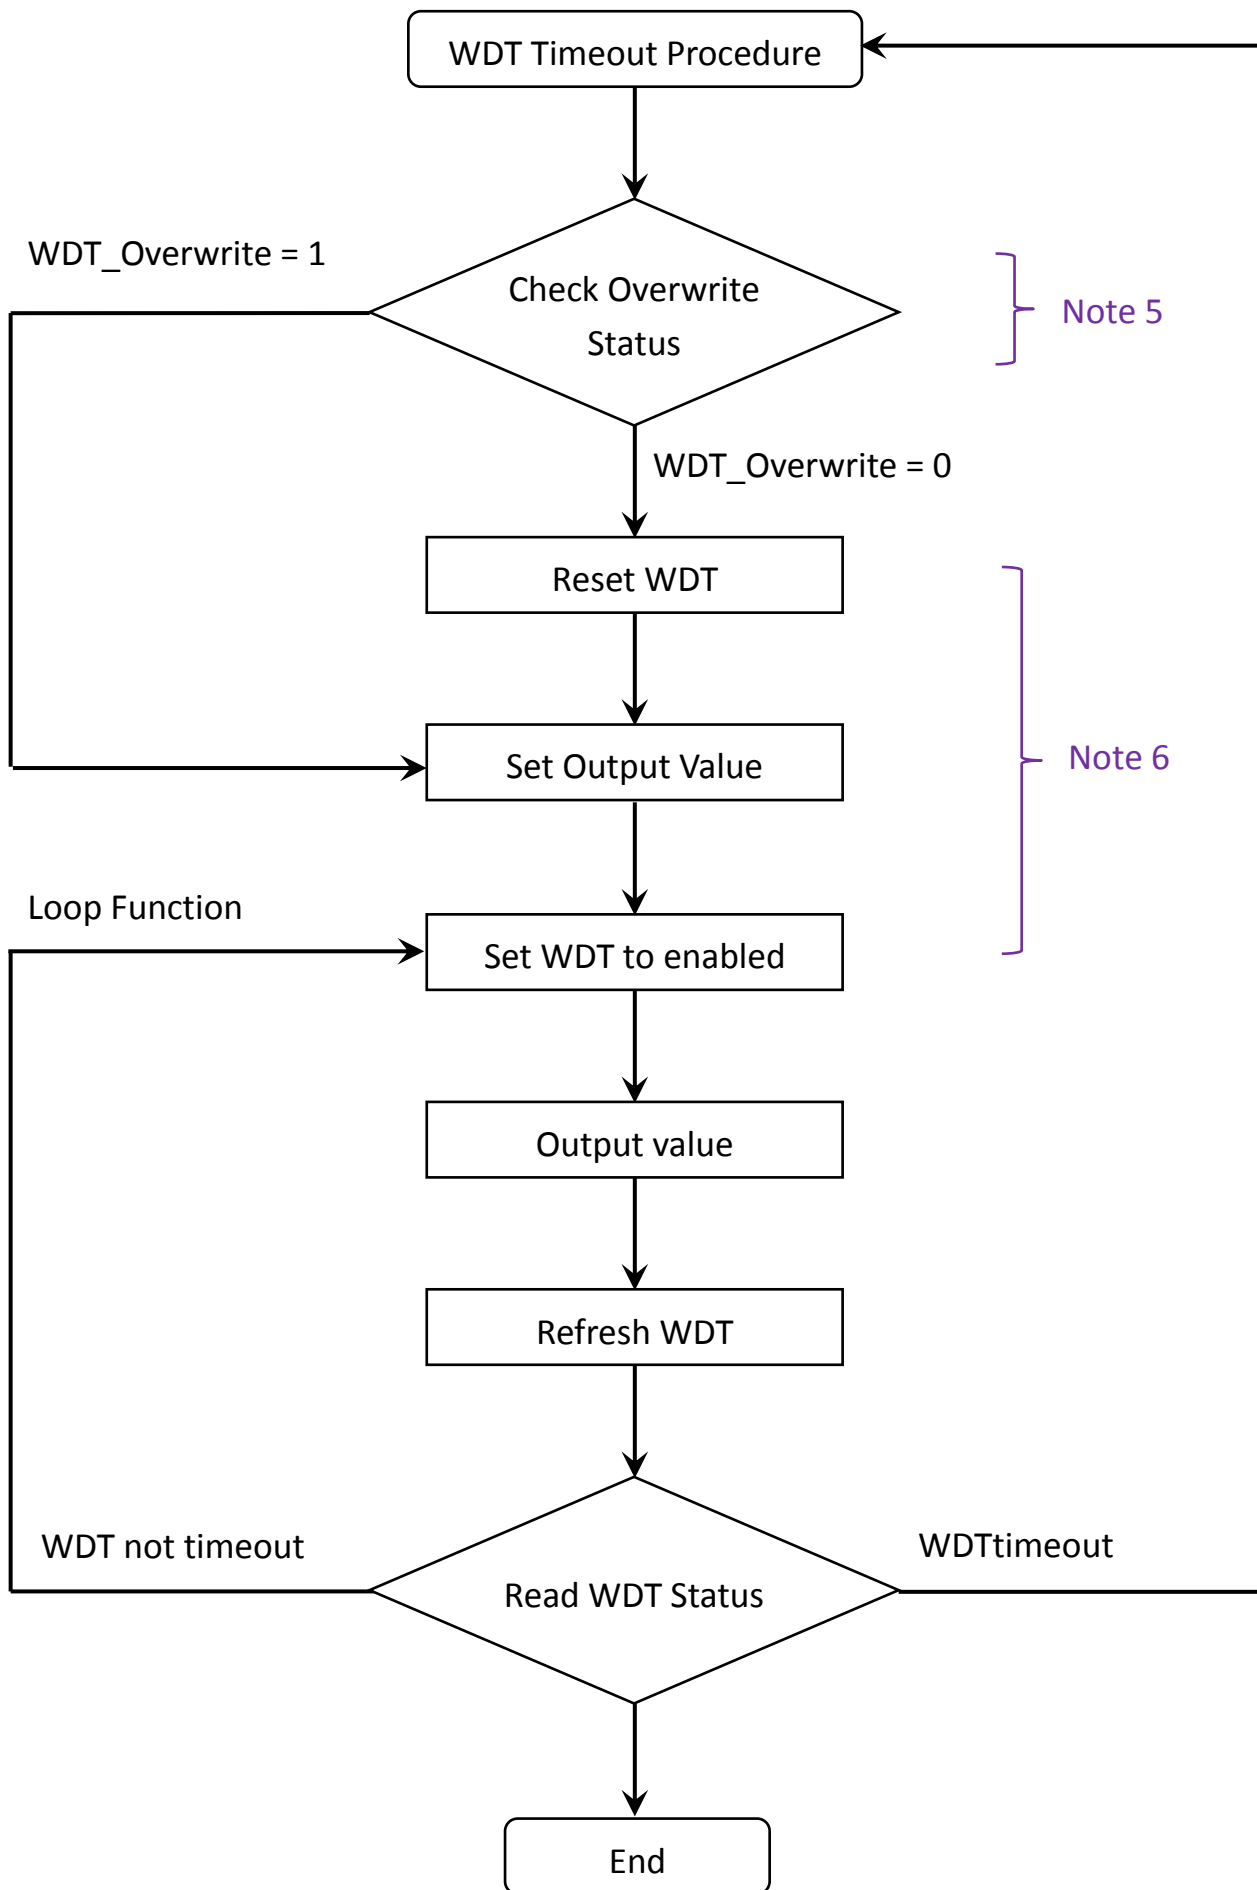 WDT Timeout Procedure
WDT_Overwrite = 1
Check Overwrite
Status
Note 5
WDT_Overwrite = 0
Reset WDT
Set Output Value
Note 6
Loop Function
Set WDT to enabled
Output value
Refresh WDT
WDT not timeout
WDTtimeout
Read WDT Status
End